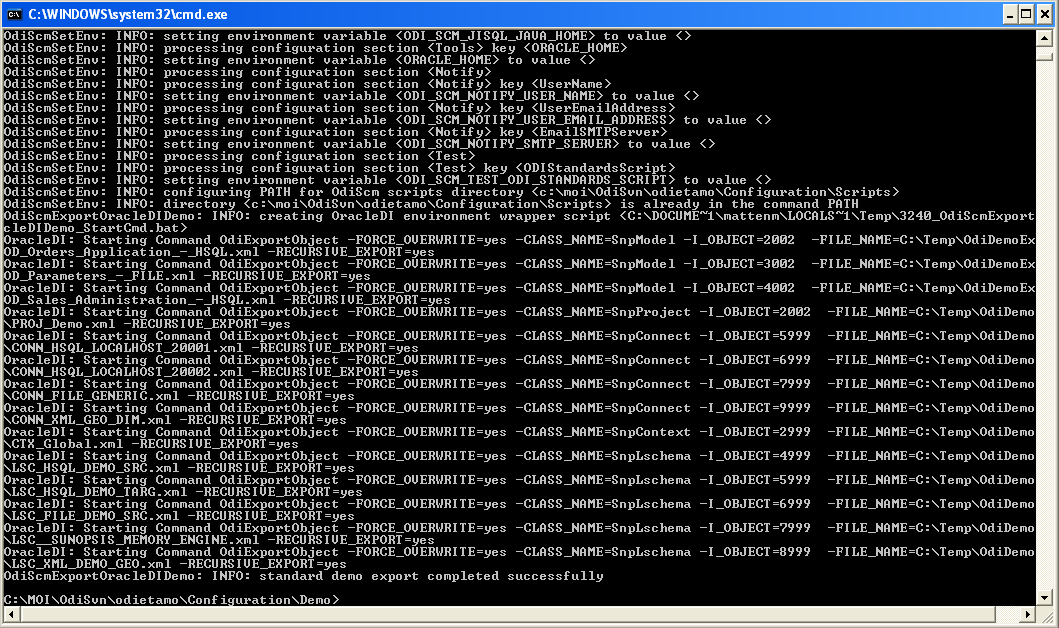 C:\WINDOWS\system32\cmd.exe
OdiScmSetEnv: INFO: setting environment variable <ODI_SCM_JISQL_JAVA_HOME> to value <>
OdiScmSetEnv: INFO: processing configuration section <Tools> key <ORACLE_HOME>
OdiScmSetEnv: INFO: setting environment variable <ORACLE_HOME> to value <>
OdiScmSetEnv: INFO: processing configuration section <Notify>
OdiScmSetEnv: INFO: processing configuration section <Notify> key <UserName>
OdiScmSetEnv: INFO: setting environment variable <ODI_SCM_NOTIFY_USER_NAME> to value <>
OdiScmSetEnv: INFO: processing configuration section <Notify> key <UserEmailAddress>
OdiScmSetEnv: INFO: setting environment variable <ODI_SCM_NOTIFY_USER_EMAIL_ADDRESS> to value <>
OdiScmSetEnv: INFO: processing configuration section <Notify> key <EmailSMTPServer>
OdiScmSetEnv: INFO: setting environment variable <ODI_SCM_NOTIFY_SMTP_SERVER> to value <>
OdiScmSetEnv: INFO: processing configuration section <Test>
OdiScmSetEnv: INFO: processing configuration section <Test> key <ODIStandardsScript>
OdiScmSetEnv: INFO: setting environment variable <ODI_SCM_TEST_ODI_STANDARDS_SCRIPT> to value <>
OdiScmSetEnv: INFO: configuring PATH for OdiScm scripts directory <c:\moi\OdiSvn\odietamo\Configuration\Scripts>
OdiScmSetEnv: INFO: directory <c:\moi\OdiSvn\odietamo\Configuration\Scripts> is already in the command PATH
OdiScmExportOracleDIDemo: INFO: creating OracleDI environment wrapper script <C:\DOCUME~1\mattenm\LOCALS~1\Temp\3240_OdiScmExport
cleDIDemo_StartCmd.bat>
OracleDI: Starting Command OdiExportObject -FORCE_OVERWRITE=yes -CLASS_NAME=SnpModel -I_OBJECT=2002  -FILE_NAME=C:\Temp\OdiDemoEx
OD_Orders_Application_-_HSQL.xml -RECURSIVE_EXPORT=yes
OracleDI: Starting Command OdiExportObject -FORCE_OVERWRITE=yes -CLASS_NAME=SnpModel -I_OBJECT=3002  -FILE_NAME=C:\Temp\OdiDemoEx
OD_Parameters_-_FILE.xml -RECURSIVE_EXPORT=yes
OracleDI: Starting Command OdiExportObject -FORCE_OVERWRITE=yes -CLASS_NAME=SnpModel -I_OBJECT=4002  -FILE_NAME=C:\Temp\OdiDemoEx
OD_Sales_Administration_-_HSQL.xml -RECURSIVE_EXPORT=yes
OracleDI: Starting Command OdiExportObject -FORCE_OVERWRITE=yes -CLASS_NAME=SnpProject -I_OBJECT=2002  -FILE_NAME=C:\Temp\OdiDemo
\PROJ_Demo.xml -RECURSIVE_EXPORT=yes
OracleDI: Starting Command OdiExportObject -FORCE_OVERWRITE=yes -CLASS_NAME=SnpConnect -I_OBJECT=5999  -FILE_NAME=C:\Temp\OdiDemo
\CONN_HSQL_LOCALHOST_20001.xml -RECURSIVE_EXPORT=yes
OracleDI: Starting Command OdiExportObject -FORCE_OVERWRITE=yes -CLASS_NAME=SnpConnect -I_OBJECT=6999  -FILE_NAME=C:\Temp\OdiDemo
\CONN_HSQL_LOCALHOST_20002.xml -RECURSIVE_EXPORT=yes
OracleDI: Starting Command OdiExportObject -FORCE_OVERWRITE=yes -CLASS_NAME=SnpConnect -I_OBJECT=7999  -FILE_NAME=C:\Temp\OdiDemo
\CONN_FILE_GENERIC.xml -RECURSIVE_EXPORT=yes
OracleDI: Starting Command OdiExportObject -FORCE_OVERWRITE=yes -CLASS_NAME=SnpConnect -I_OBJECT=9999  -FILE_NAME=C:\Temp\OdiDemo
\CONN_XML_GEO_DIM.xml -RECURSIVE_EXPORT=yes
OracleDI: Starting Command OdiExportObject -FORCE_OVERWRITE=yes -CLASS_NAME=SnpContext -I_OBJECT=2999  -FILE_NAME=C:\Temp\OdiDemo
\CTX_Global.xml -RECURSIVE_EXPORT=yes
OracleDI: Starting Command OdiExportObject -FORCE_OVERWRITE=yes -CLASS_NAME=SnpLschema -I_OBJECT=4999  -FILE_NAME=C:\Temp\OdiDemo
\LSC_HSQL_DEMO_SRC.xml -RECURSIVE_EXPORT=yes
OracleDI: Starting Command OdiExportObject -FORCE_OVERWRITE=yes -CLASS_NAME=SnpLschema -I_OBJECT=5999  -FILE_NAME=C:\Temp\OdiDemo
\LSC_HSQL_DEMO_TARG.xml -RECURSIVE_EXPORT=yes
OracleDI: Starting Command OdiExportObject -FORCE_OVERWRITE=yes -CLASS_NAME=SnpLschema -I_OBJECT=6999  -FILE_NAME=C:\Temp\OdiDemo
\LSC_FILE_DEMO_SRC.xml -RECURSIVE_EXPORT=yes
OracleDI: Starting Command OdiExportObject -FORCE_OVERWRITE=yes -CLASS_NAME=SnpLschema -I_OBJECT=7999  -FILE_NAME=C:\Temp\OdiDemo
\LSC__SUNOPSIS_MEMORY_ENGINE.xml -RECURSIVE_EXPORT=yes
OracleDI: Starting Command OdiExportObject -FORCE_OVERWRITE=yes -CLASS_NAME=SnpLschema -I_OBJECT=8999  -FILE_NAME=C:\Temp\OdiDemo
\LSC_XML_DEMO_GEO.xml -RECURSIVE_EXPORT=yes
OdiScmExportOracleDIDemo: INFO: standard demo export completed successfully
C:\MOI\OdiSvn\odietamo\Configuration\Demo>